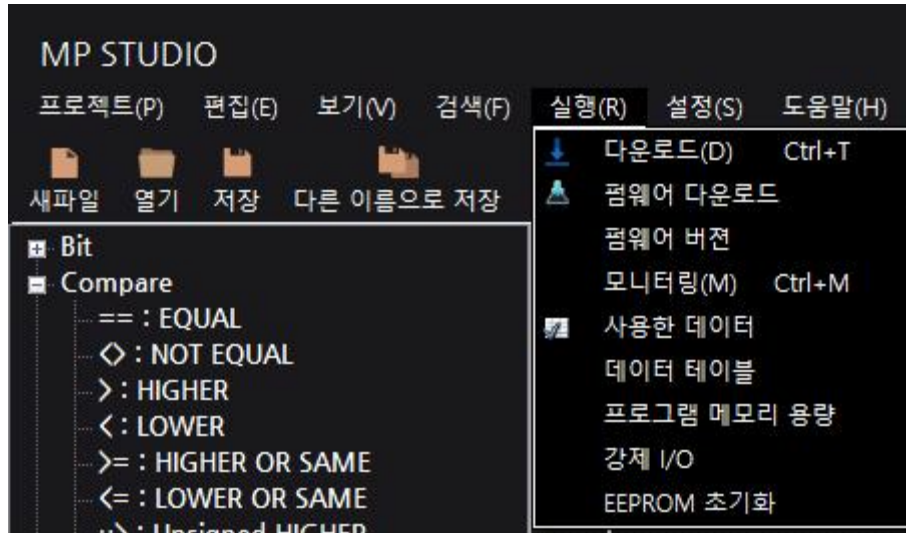 MP STUDIO
프로젝트(P) 편집(E) 보기(V) 검색(F) 실행(R) 설정(S) 도움말(H)
새파일 열기 저장 다른 이름으로 저장
Bit
Compare
== : EQUAL
<> : NOT EQUAL
> : HIGHER
< : LOWER
>= : HIGHER OR SAME
<= : LOWER OR SAME
u> : Unsigned HIGHER
다운로드(D) Ctrl+T
펌웨어 다운로드
펌웨어 버젼
모니터링(M) Ctrl+M
사용한 데이터
데이터 테이블
프로그램 메모리 용량
강제 I/O
EEPROM 초기화